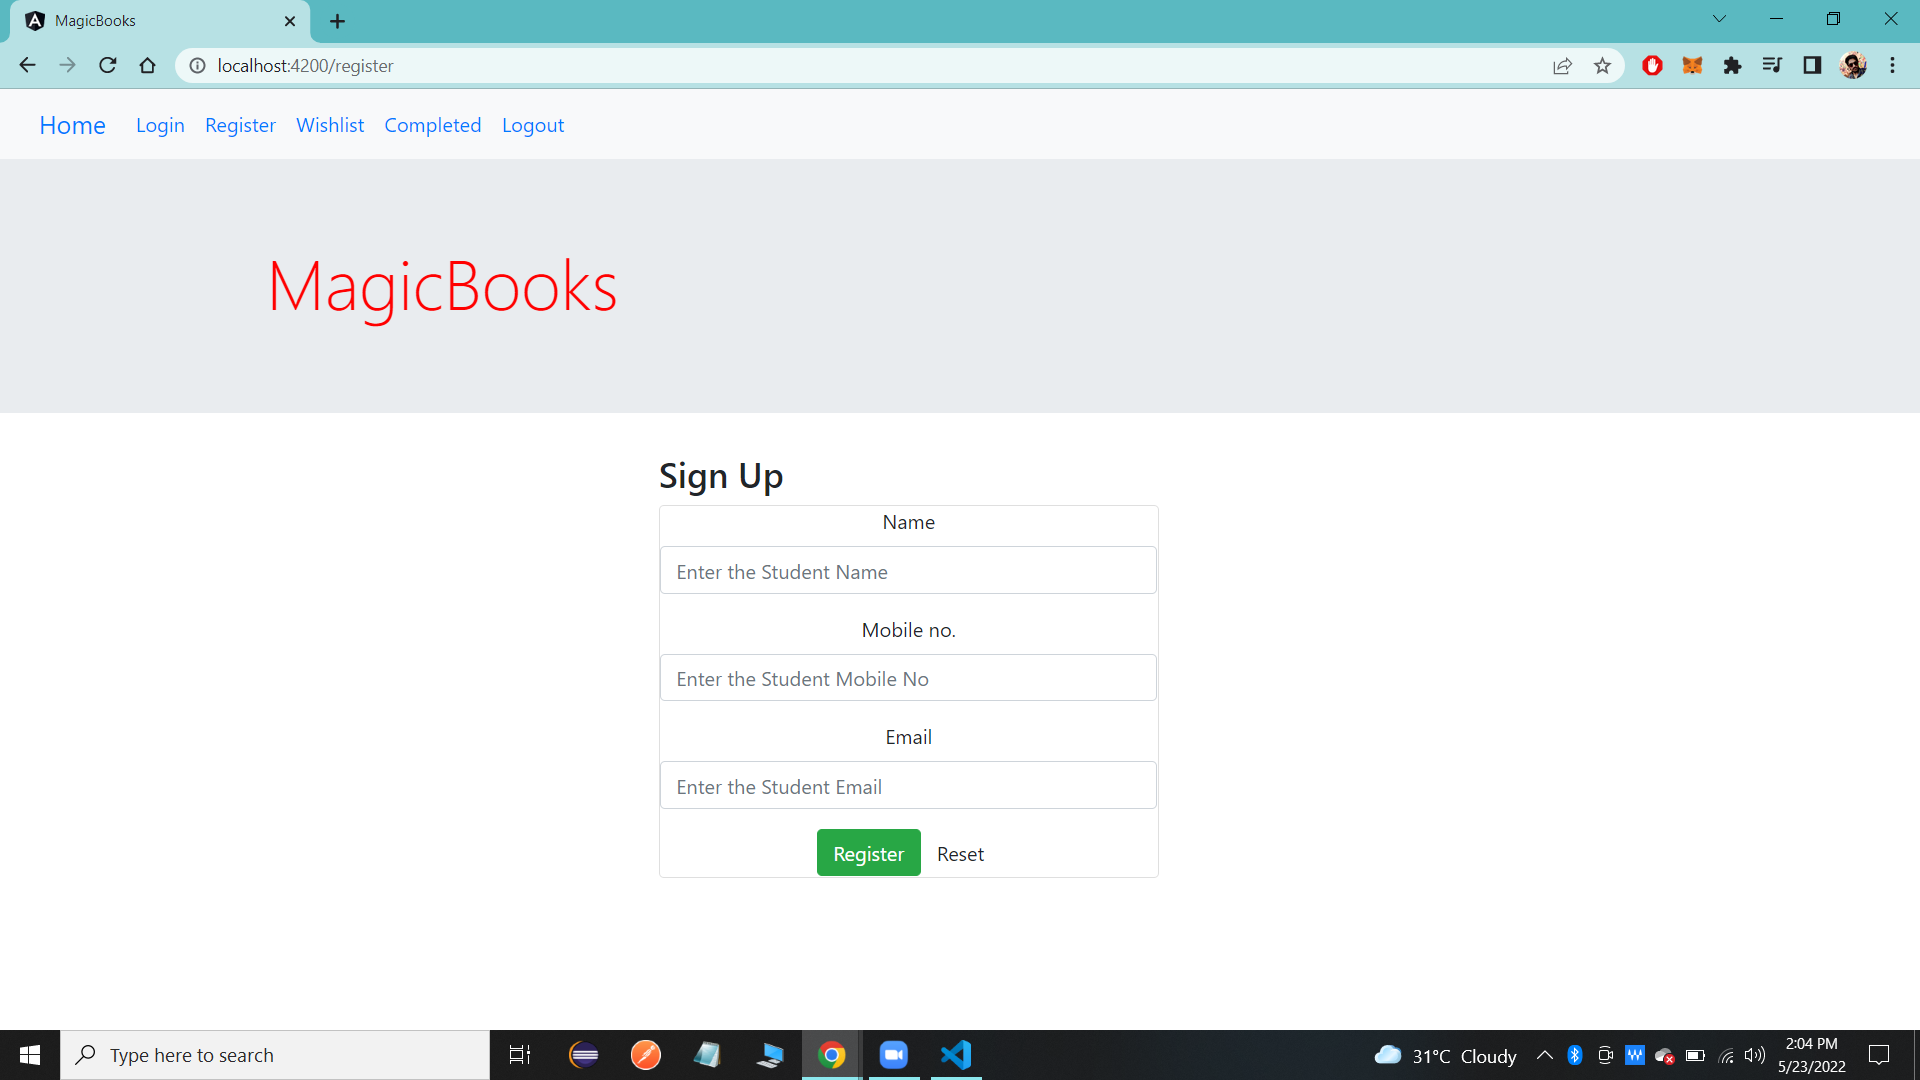 MagicBooks
localhost:4200/register
Home Login Register Wishlist Completed Logout
MagicBooks
Sign Up
Name
Enter the Student Name
Mobile no.
Enter the Student Mobile No
Email
Enter the Student Email
Register Reset
Type here to search
31°C Cloudy
2:04 PM
5/23/2022